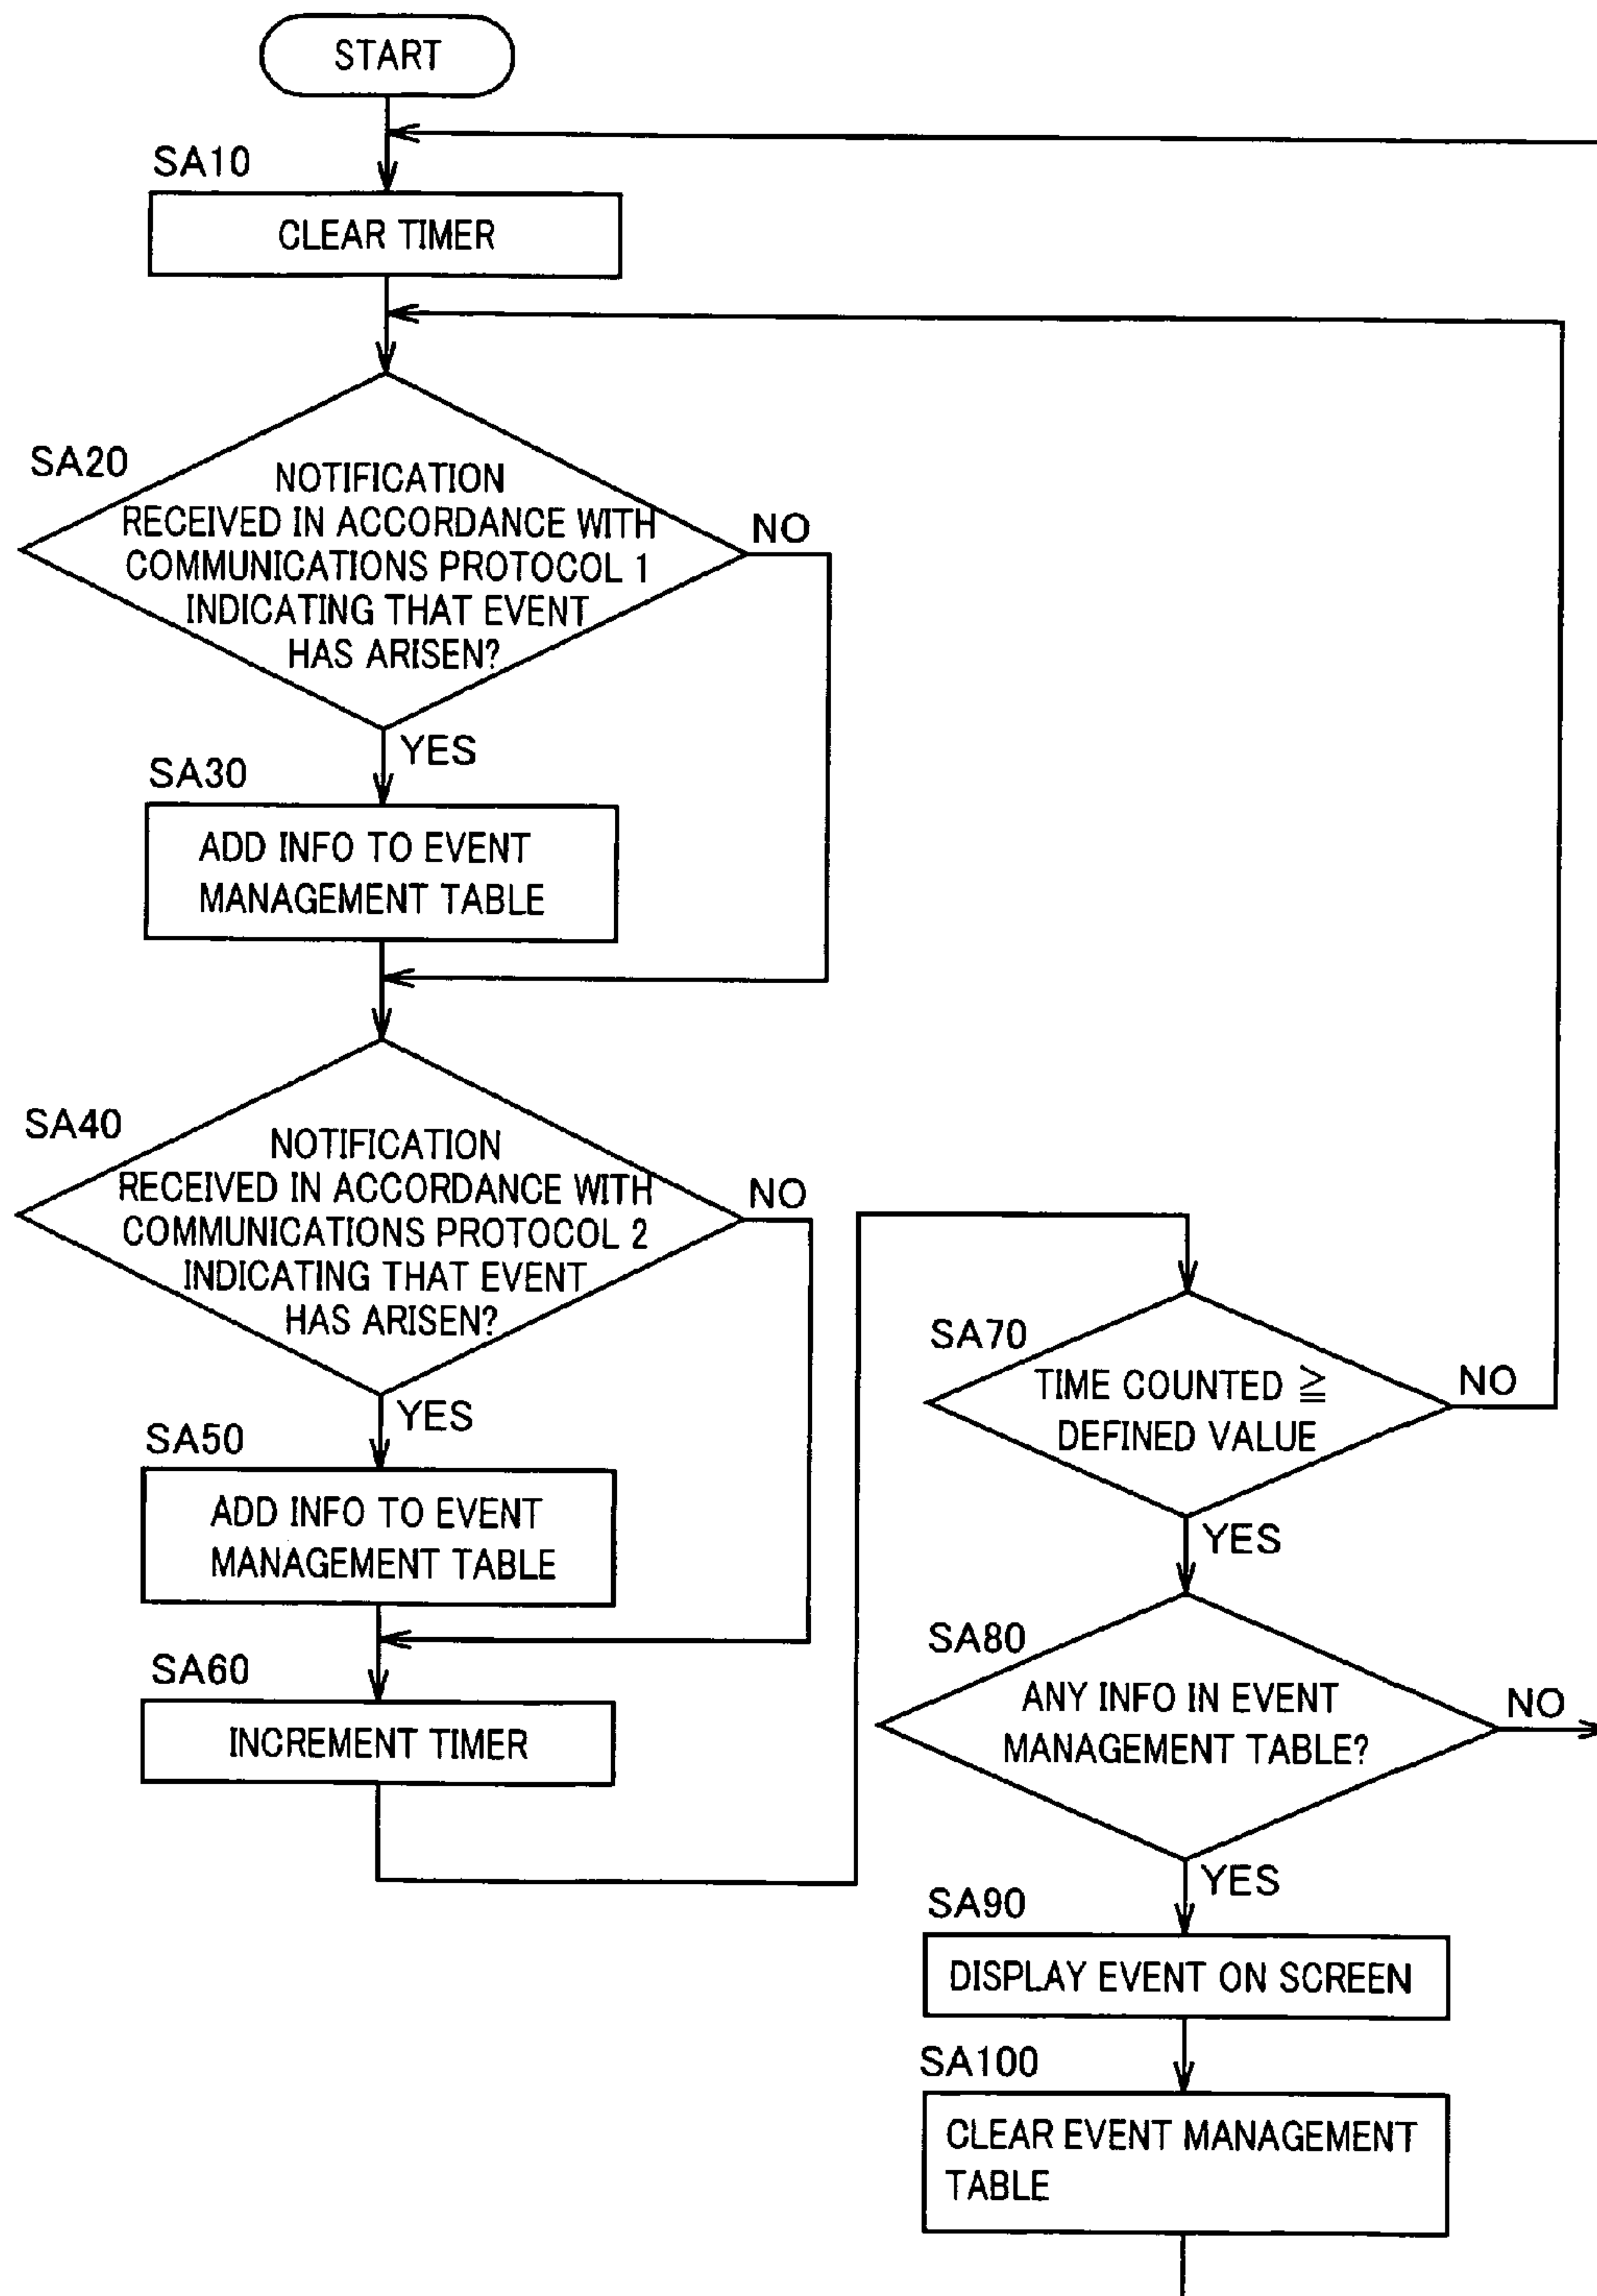 START
SA10
CLEAR TIMER
SA20
NOTIFICATION
RECEIVED IN ACCORDANCE WITH
COMMUNICATIONS PROTOCOL 1
INDICATING THAT EVENT
HAS ARISEN?
NO
YES
SA30
ADD INFO TO EVENT
MANAGEMENT TABLE
SA40
NOTIFICATION
RECEIVED IN ACCORDANCE WITH
COMMUNICATIONS PROTOCOL 2
INDICATING THAT EVENT
HAS ARISEN?
NO
YES
SA50
ADD INFO TO EVENT
MANAGEMENT TABLE
SA60
INCREMENT TIMER
SA70
TIME COUNTED ≧
DEFINED VALUE
NO
YES
SA80
ANY INFO IN EVENT
MANAGEMENT TABLE?
NO
YES
SA90
DISPLAY EVENT ON SCREEN
SA100
CLEAR EVENT MANAGEMENT
TABLE